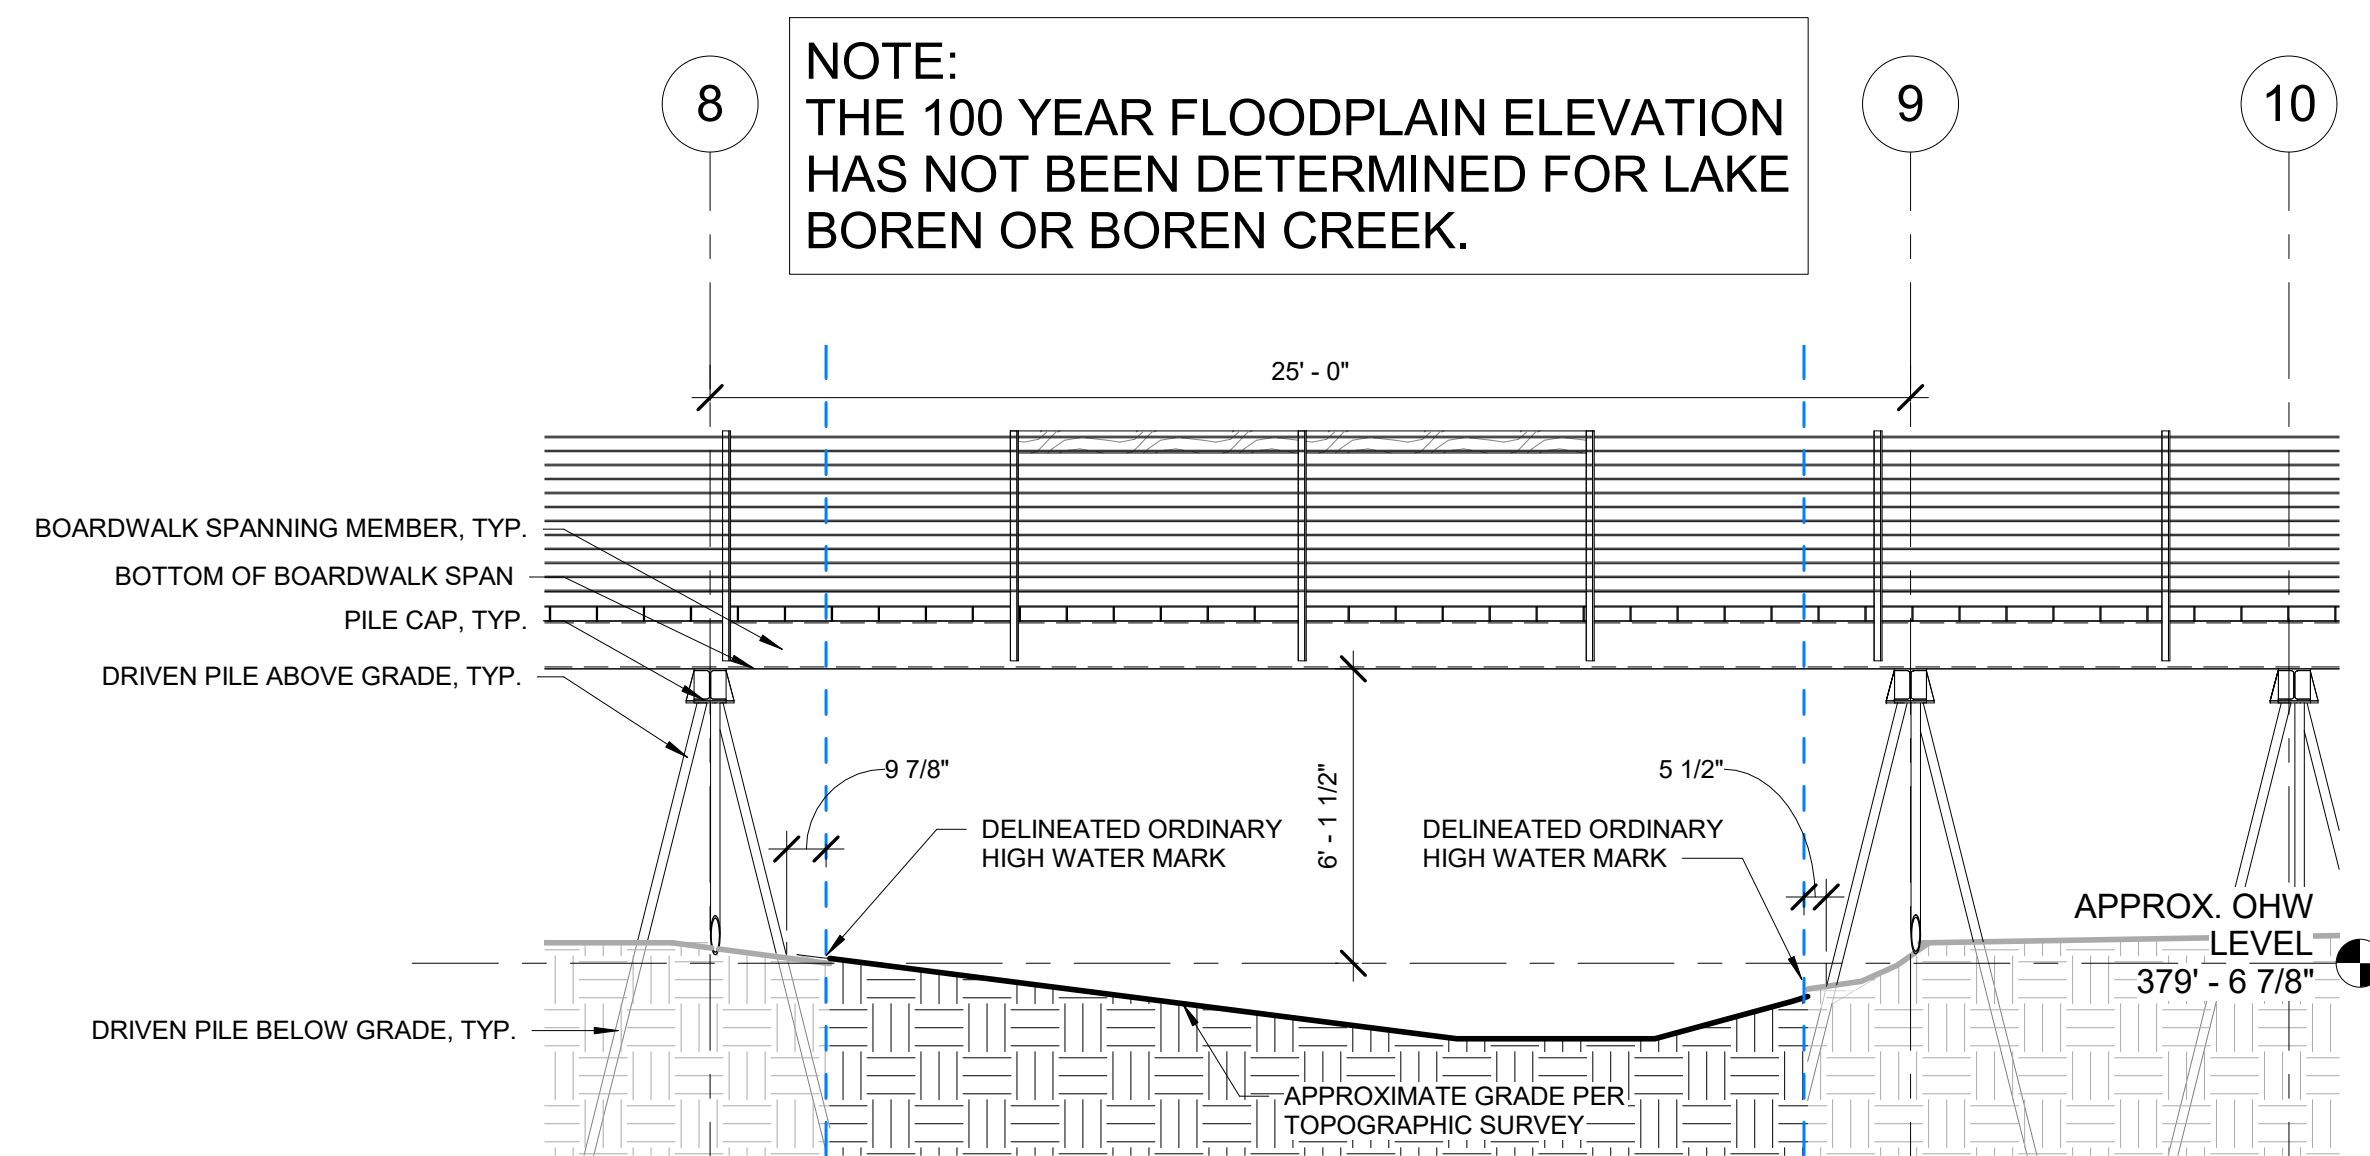 8
NOTE:
THE 100 YEAR FLOODPLAIN ELEVATION
HAS NOT BEEN DETERMINED FOR LAKE
BOREN OR BOREN CREEK.
9
10
25' - 0"
BOARDWALK SPANNING MEMBER, TYP.
BOTTOM OF BOARDWALK SPAN
PILE CAP, TYP.
DRIVEN PILE ABOVE GRADE, TYP.
9 7/8"
6' - 1 1/2"
5 1/2"
DELINEATED ORDINARY
HIGH WATER MARK
DELINEATED ORDINARY
HIGH WATER MARK
APPROX. OHW
LEVEL
379' - 6 7/8"
DRIVEN PILE BELOW GRADE, TYP.
APPROXIMATE GRADE PER
TOPOGRAPHIC SURVEY